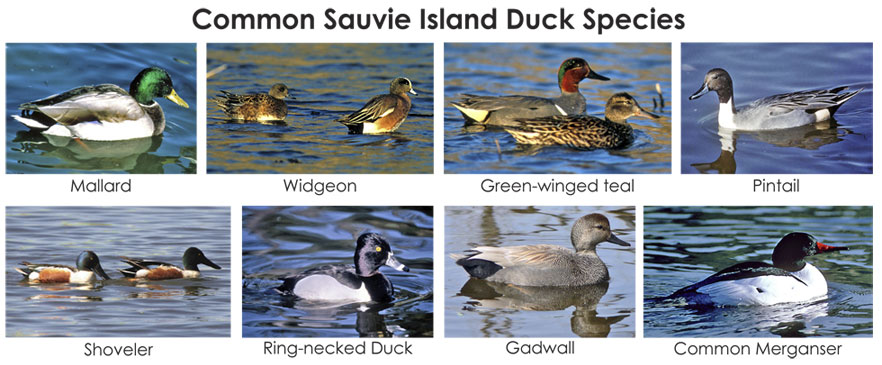 Common Sauvie Island Duck Species
Mallard
Widgeon
Green-winged teal
Pintail
Shoveler
Ring-necked Duck
Gadwall
Common Merganser